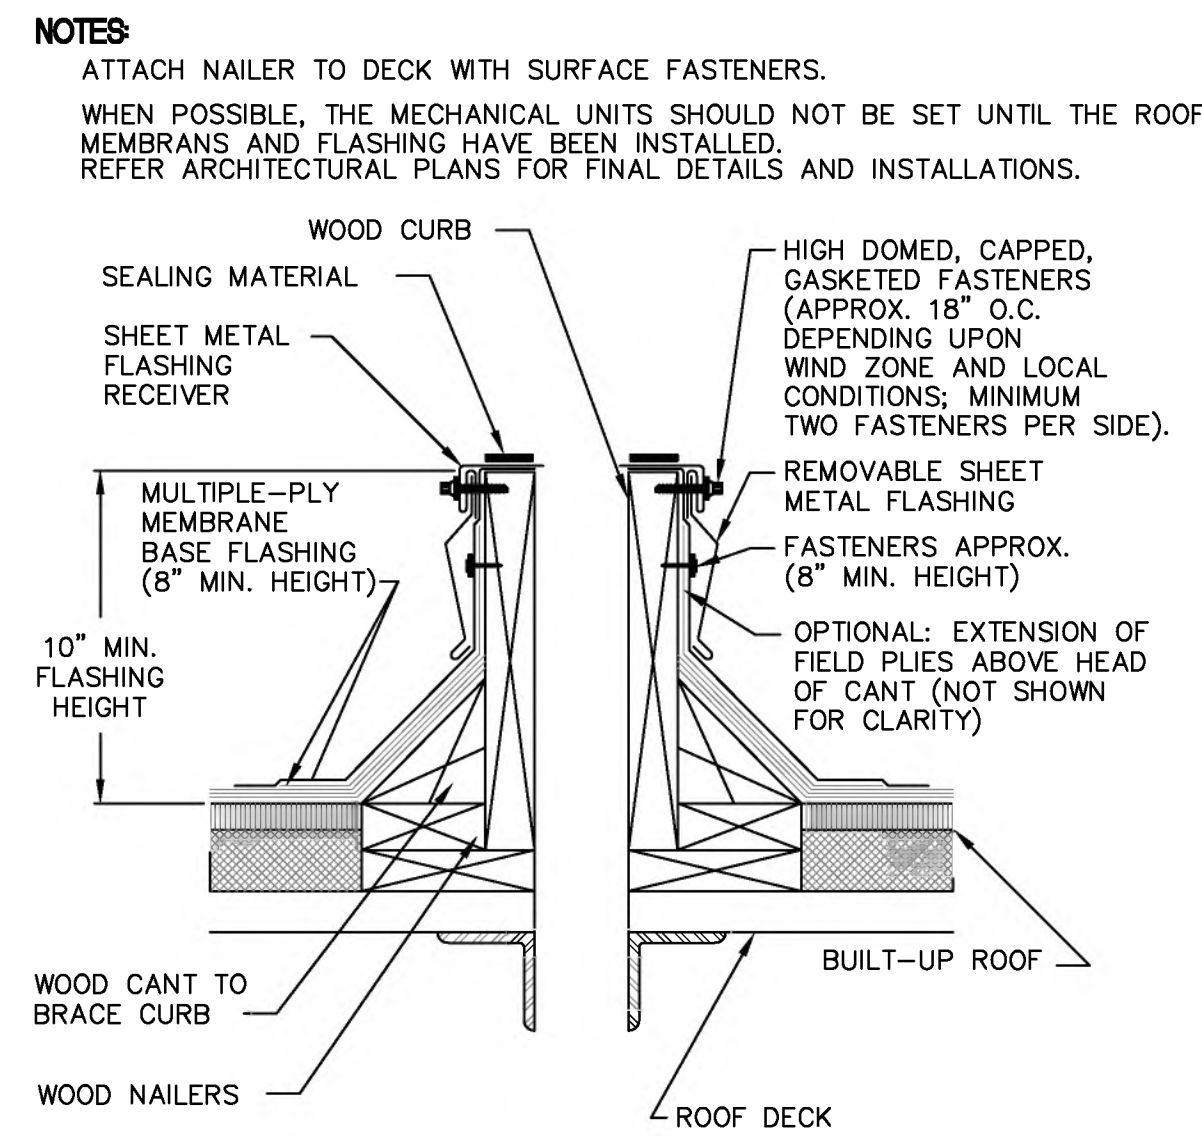 NOTES:
ATTACH NAILER TO DECK WITH SURFACE FASTENERS.
WHEN POSSIBLE, THE MECHANICAL UNITS SHOULD NOT BE SET UNTIL THE ROOF
MEMBRANS AND FLASHING HAVE BEEN INSTALLED.
REFER ARCHITECTURAL PLANS FOR FINAL DETAILS AND INSTALLATIONS.
WOOD CURB
SEALING MATERIAL
SHEET METAL
FLASHING
RECEIVER
HIGH DOMED, CAPPED,
GASKETED FASTENERS
(APPROX. 18" O.C.
DEPENDING UPON
WIND ZONE AND LOCAL
CONDITIONS; MINIMUM
TWO FASTENERS PER SIDE).
MULTIPLE-PLY
MEMBRANE
BASE FLASHING
(8" MIN. HEIGHT)
REMOVABLE SHEET
METAL FLASHING
FASTENERS APPROX.
(8" MIN. HEIGHT)
10" MIN.
FLASHING
HEIGHT
OPTIONAL: EXTENSION OF
FIELD PLIES ABOVE HEAD
OF CANT (NOT SHOWN
FOR CLARITY)
BUILT-UP ROOF
WOOD CANT TO
BRACE CURB
WOOD NAILERS
ROOF DECK